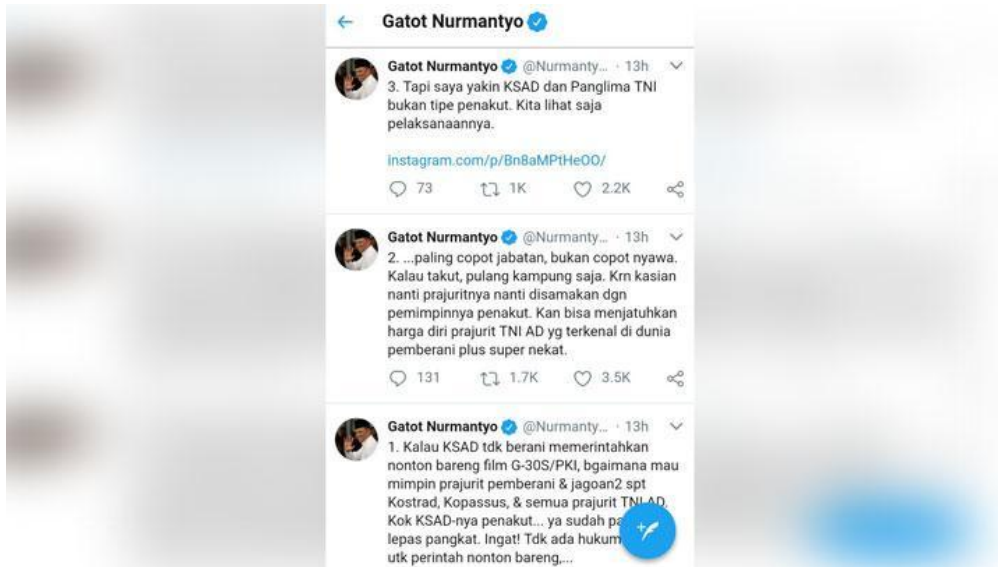 Gatot Nurmantyo
Gatot Nurmantyo @Nurmanty... · 13h
3. Tapi saya yakin KSAD dan Panglima TNI
bukan tipe penakut. Kita lihat saja
pelaksanaannya.
instagram.com/p/Bn8aMPtHeOO/
73 1K 2.2K
Gatot Nurmantyo @Nurmanty... · 13h
2. ...paling copot jabatan, bukan copot nyawa.
Kalau takut, pulang kampung saja. Krn kasian
nanti prajuritnya nanti disamakan dgn
pemimpinnya penakut. Kan bisa menjatuhkan
harga diri prajurit TNI AD yg terkenal di dunia
pemberani plus super nekat.
131 1.7K 3.5K
Gatot Nurmantyo @Nurmanty... · 13h
1. Kalau KSAD tdk berani memerintahkan
nonton bareng film G-30S/PKI, bgaimana mau
mimpin prajurit pemberani & jagoan2 spt
Kostrad, Kopassus, & semua prajurit TNI AD.
Kok KSAD-nya penakut... ya sudah
lepas pangkat. Ingat! Tdk ada hukum
utk perintah nonton bareng,...